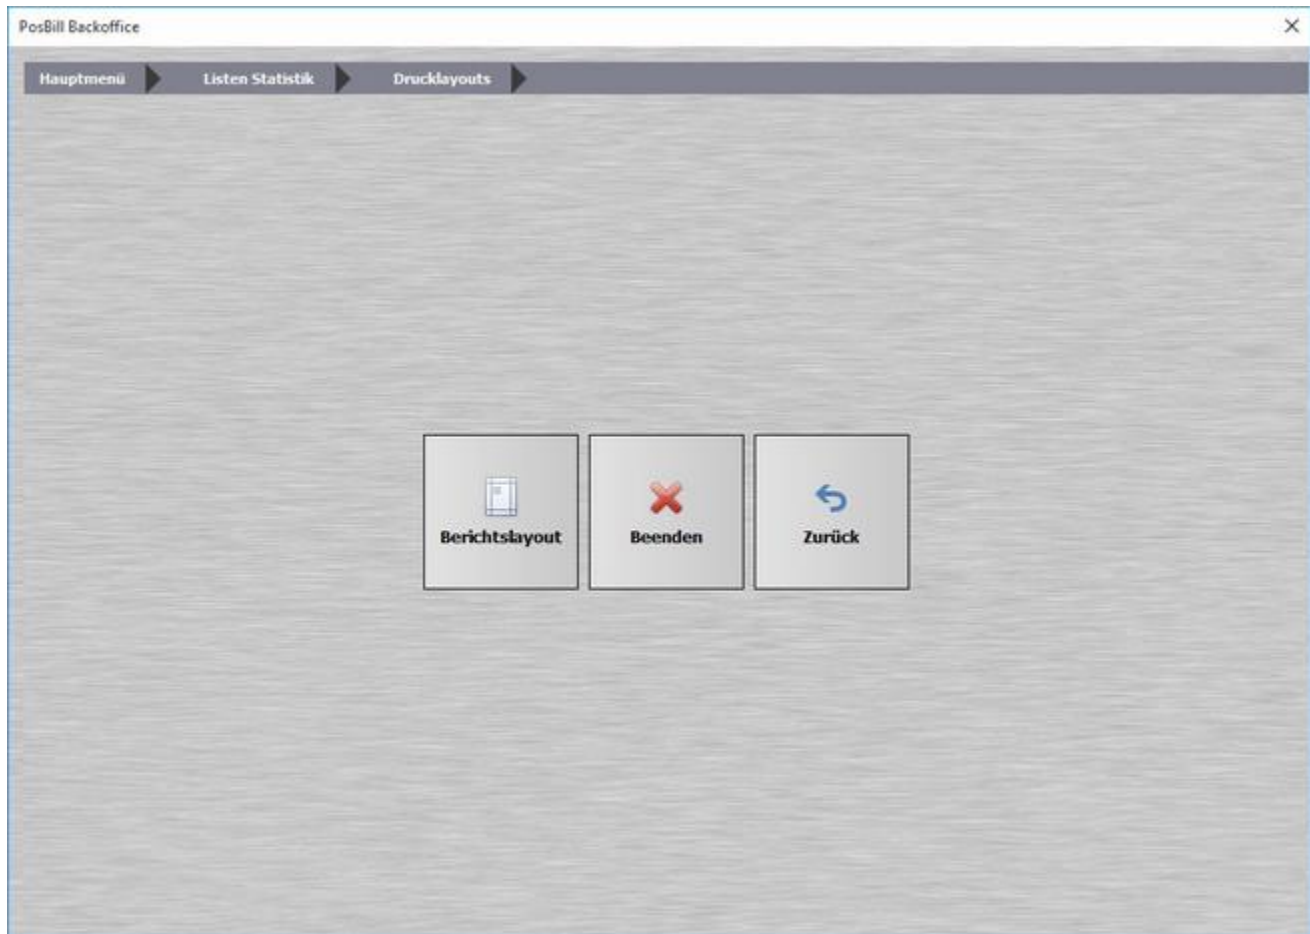 PosBill Backoffice
Hauptmenü Listen Statistik Drucklayouts
Berichtslayout Beenden Zurück